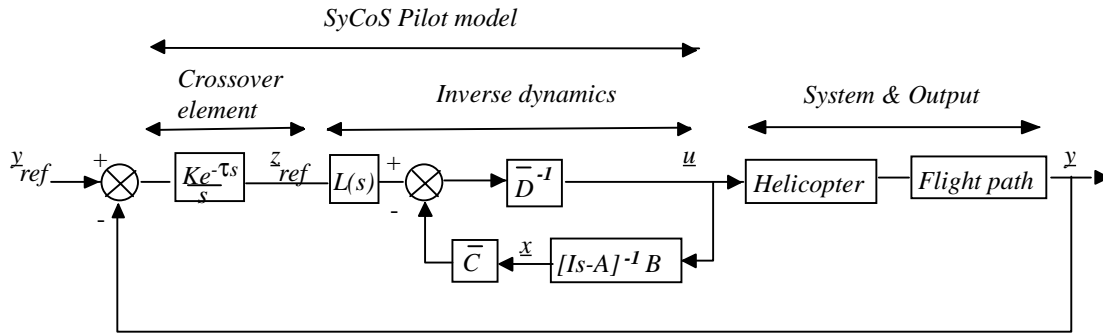 SyCoS Pilot model
Crossover
element
Inverse dynamics
System & Output
y ref
+
-
Ke^-τs
s
z ref
L(s)
+
-
D̄ ^-1
u
Helicopter
Flight path
y
C̄
x
[Is-A]^-1 B